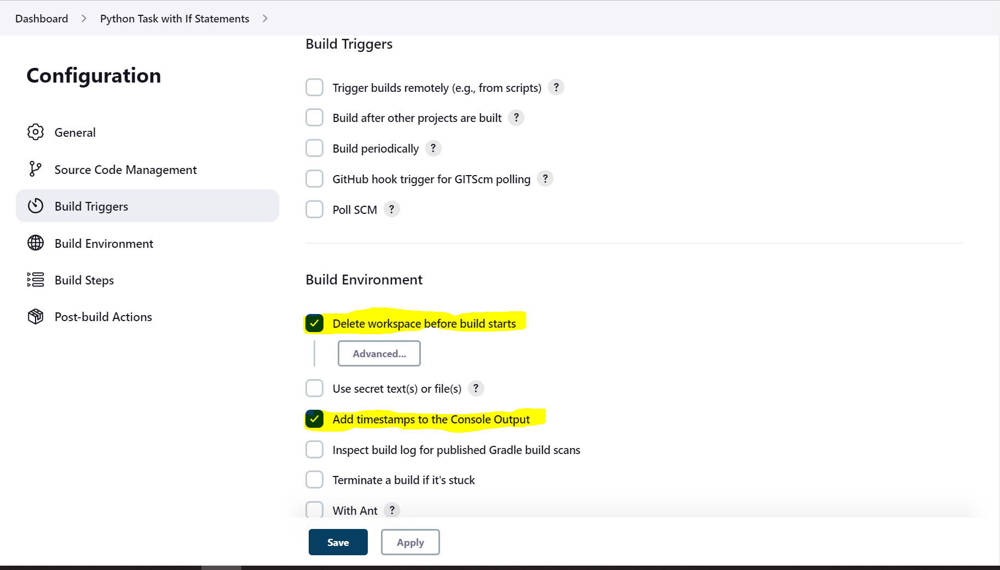 Dashboard > Python Task with If Statements >
Configuration
General
Source Code Management
Build Triggers
Build Environment
Build Steps
Post-build Actions
Build Triggers
Trigger builds remotely (e.g., from scripts) ?
Build after other projects are built ?
Build periodically ?
GitHub hook trigger for GITScm polling ?
Poll SCM ?
Build Environment
Delete workspace before build starts
Advanced...
Use secret text(s) or file(s) ?
Add timestamps to the Console Output
Inspect build log for published Gradle build scans
Terminate a build if it's stuck
With Ant ?
Save Apply